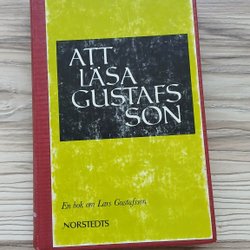 ATT
LÄSA
GUSTAFS
SON
En bok om Lars Gustafsson
NORSTEDTS